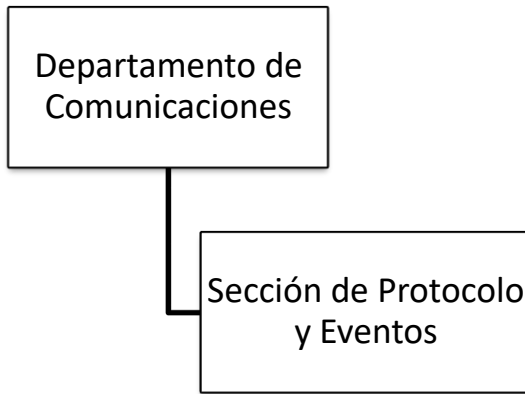 Departamento de
Comunicaciones
Sección de Protocolo
y Eventos